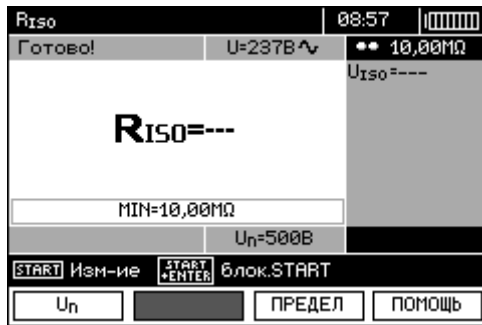 RISO 08:57
Готово! U=237В∿ 10,00MΩ
UISO=---
RISO=---
MIN=10,00MΩ
Un=500В
START Изм-ие START +ENTER блок.START
Un ПРЕДЕЛ ПОМОЩЬ